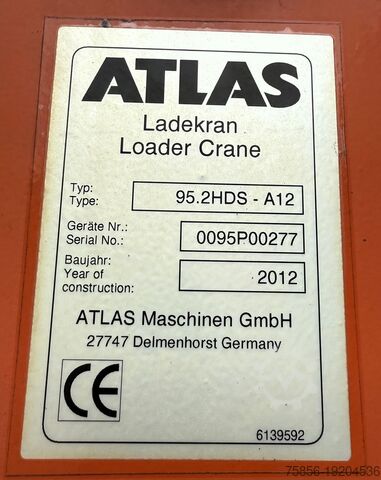 ATLAS
Ladekran
Loader Crane
Typ:
Type:
95.2HDS - A12
Geräte Nr.:
Serial No.:
0095P00277
Baujahr:
Year of
construction:
2012
ATLAS Maschinen GmbH
27747 Delmenhorst Germany
CE
6139592
75856-19204536